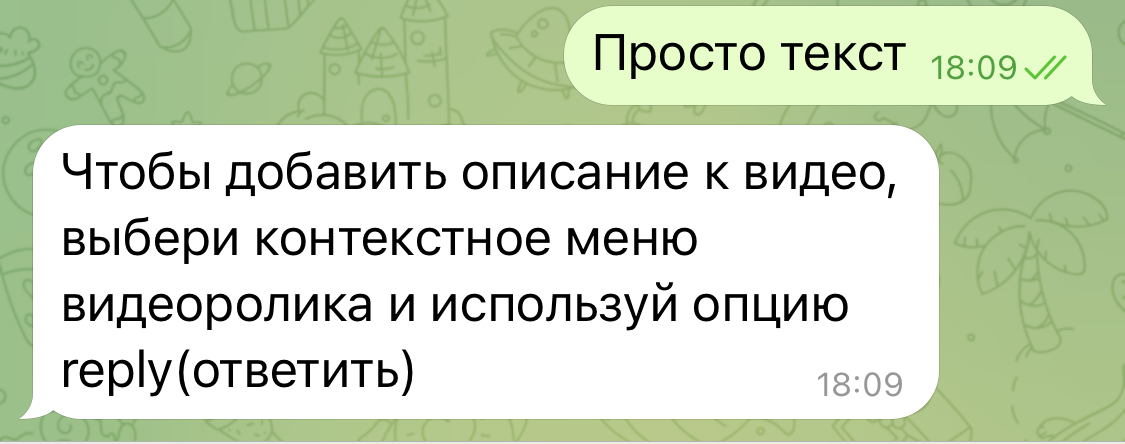 Просто текст 18:09
Чтобы добавить описание к видео,
выбери контекстное меню
видеоролика и используй опцию
reply(ответить) 18:09